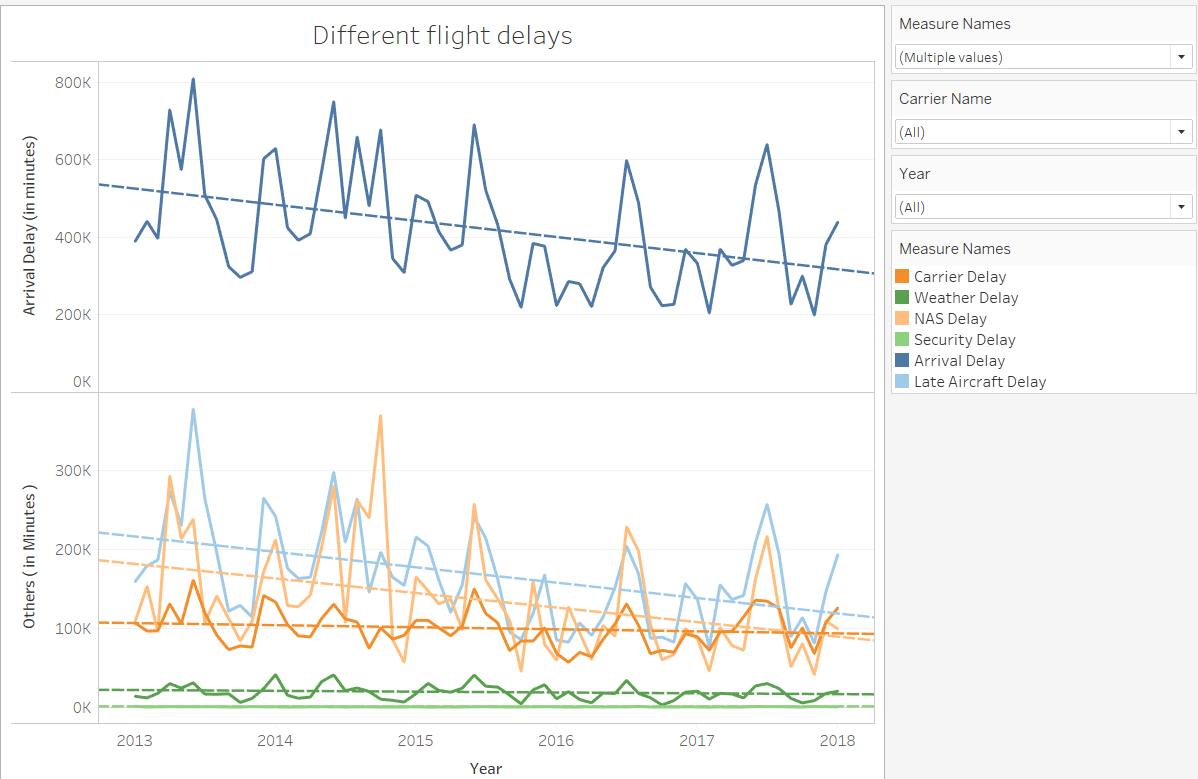 Different flight delays
Arrival Delay (in minutes)
800K
600K
400K
200K
0K
Others ( in Minutes )
300K
200K
100K
0K
2013 2014 2015 2016 2017 2018
Year
Measure Names
(Multiple values)
Carrier Name
(All)
Year
(All)
Measure Names
Carrier Delay
Weather Delay
NAS Delay
Security Delay
Arrival Delay
Late Aircraft Delay